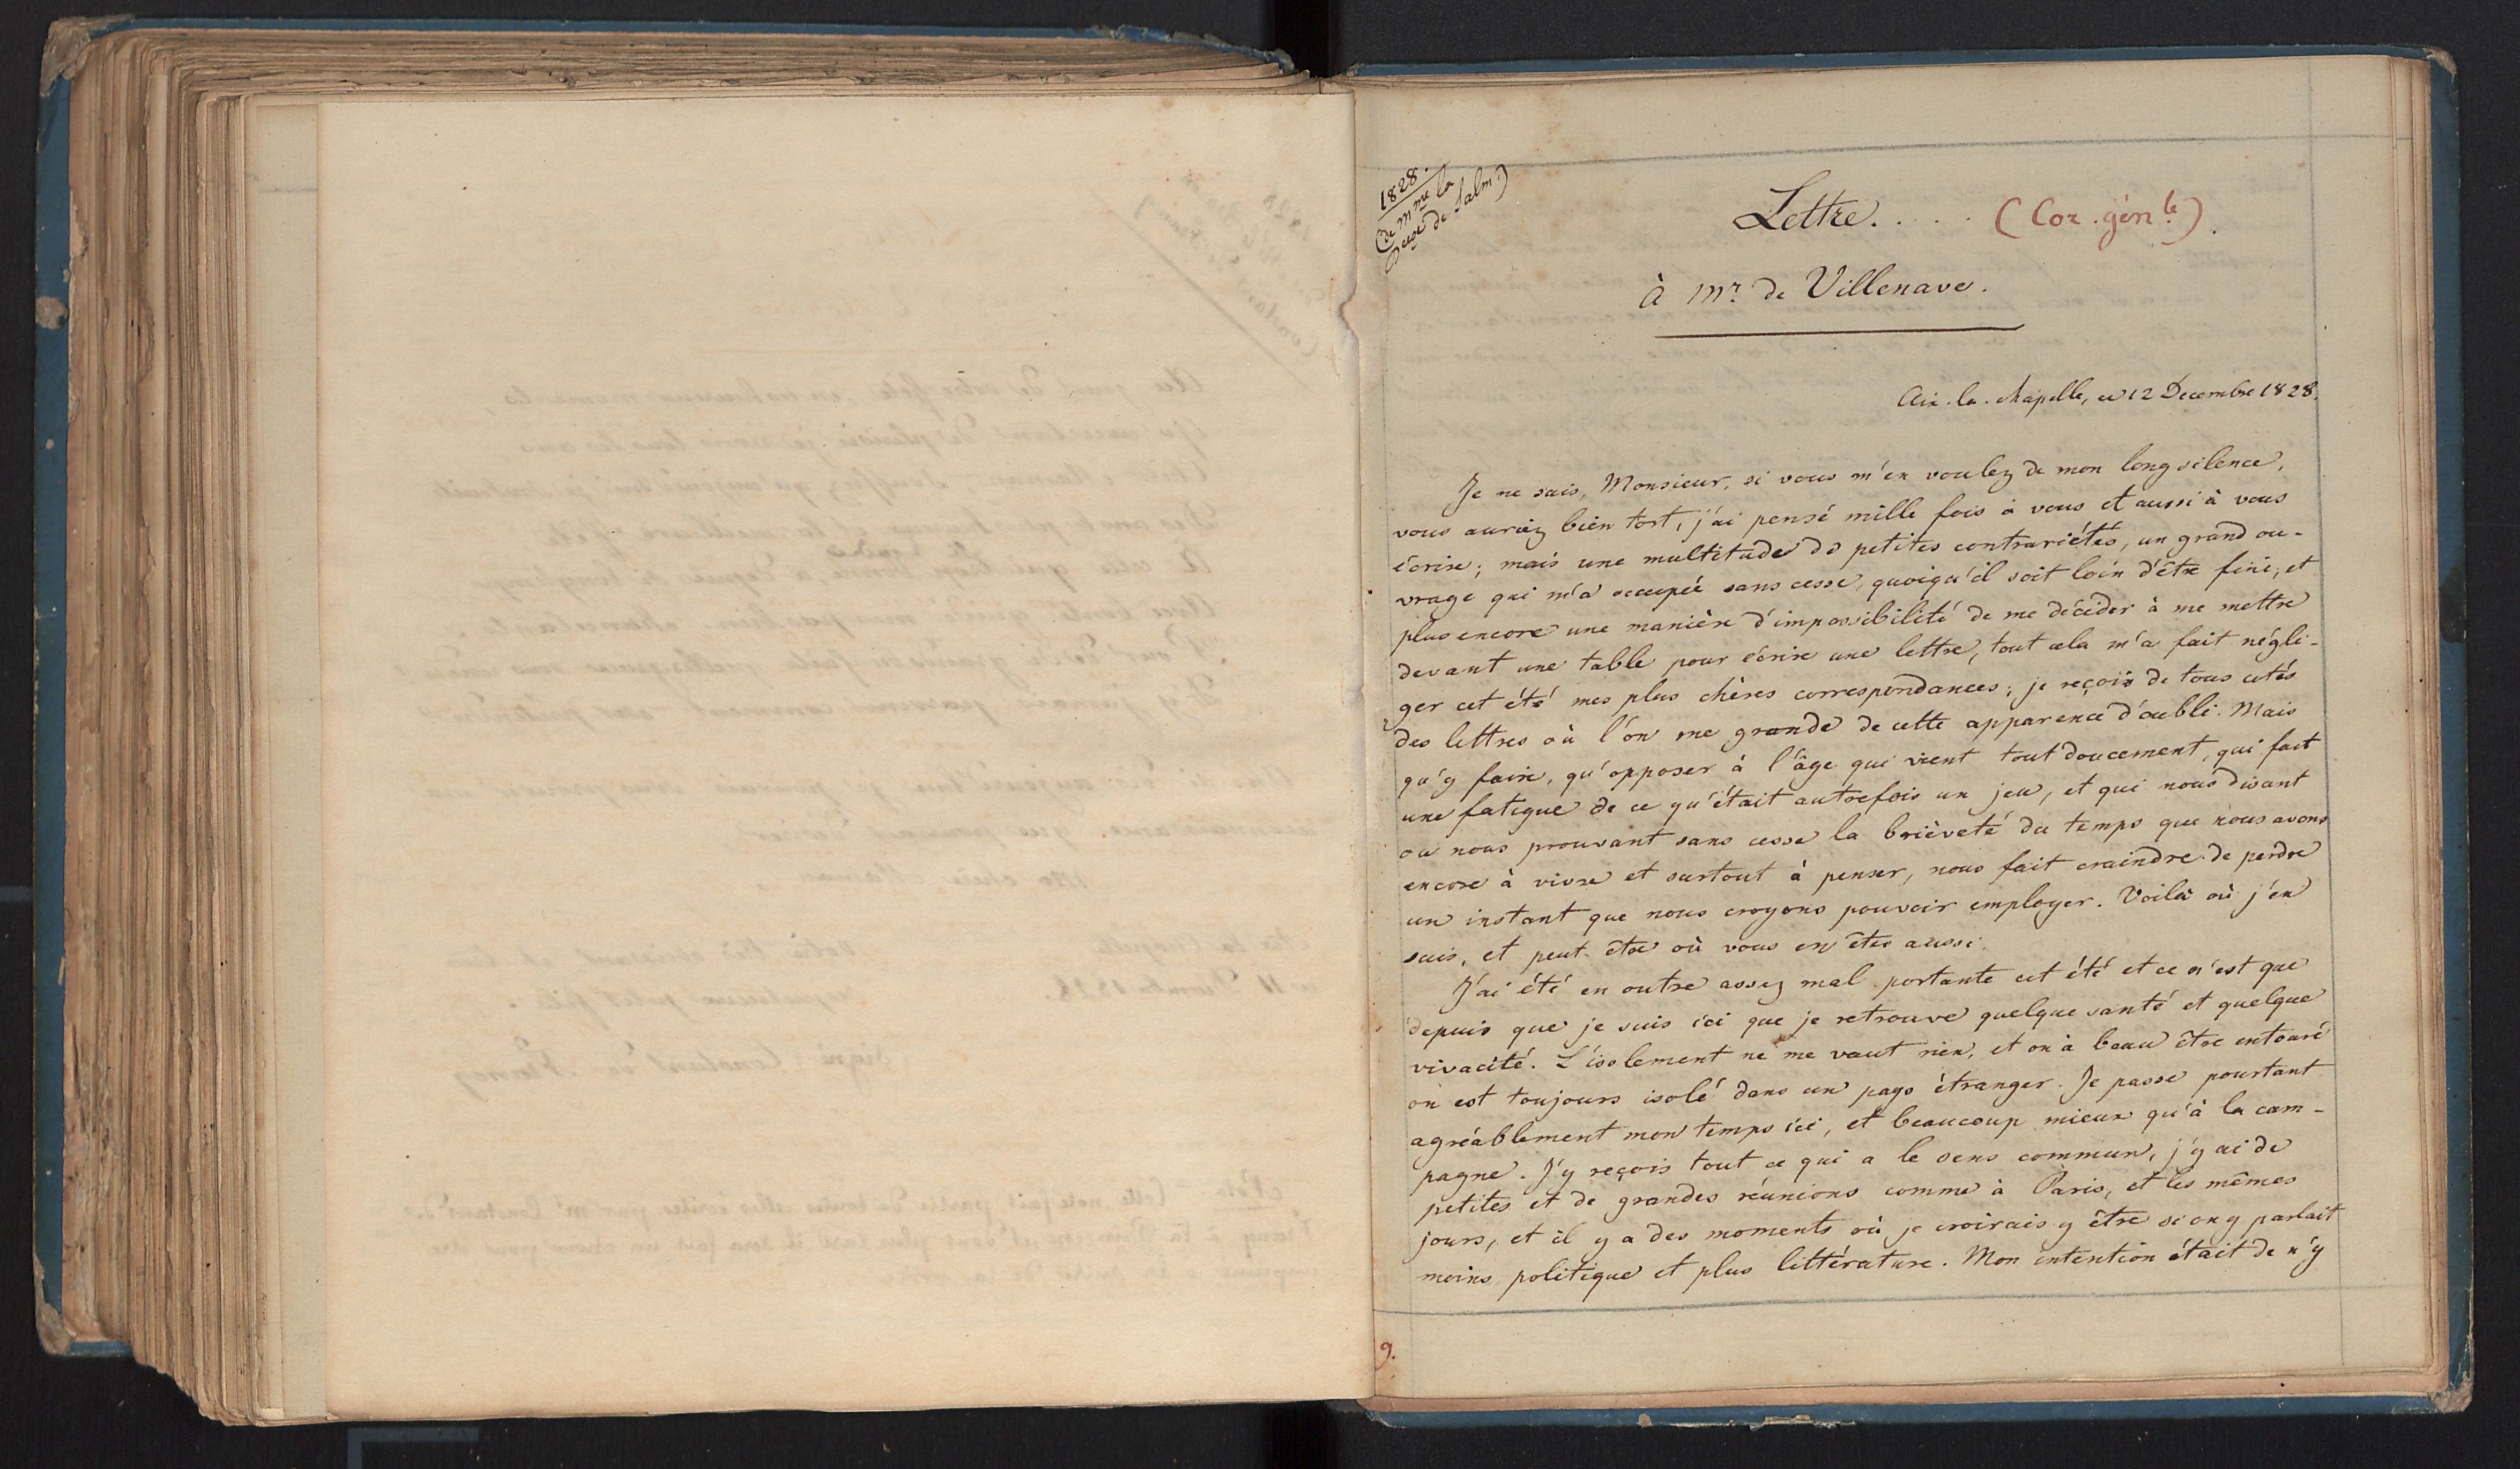 1828.
(de Mme la
Pcesse de Salm.)
Lettre. . . . . (Cor. génle.).
à Mr. de Villenave.
Aix-la-Chapelle, ce 12 Decembre 1828.
Je ne sais, Monsieur, si vous m'en voulez de mon long silence,
vous auriez bien tort, j'ai pensé mille fois à vous et aussi à vous
écrire; mais une multitude de petites contrariétés, un grand ou-
vrage qui m'a occupée sans cesse, quoiqu'il soit loin d'être fini, et
plus encore une manière d'impossibilité de me décider à me mettre
devant une table pour écrire une lettre, tout cela m'a fait négli-
ger cet été mes plus chères correspondances; je reçois de tous cotés
des lettres où l'on me gronde de cette apparence d'oubli. Mais
qu'y faire, qu'opposer à l'âge qui vient tout doucement, qui fait
une fatigue de ce qu'était autrefois un jeu, et qui nous disant
ou nous prouvant sans cesse la brièveté du temps que nous avons
encore à vivre et surtout à penser, nous fait craindre de perdre
un instant que nous croyons pouvoir employer. Voilà où j'en
suis, et peut-être où vous en êtes aussi.
J'ai été en outre assez mal portante cet été et ce n'est que
depuis que je suis ici que je retrouve quelque santé et quelque
vivacité. L'isolement ne me vaut rien, et on à beau être entouré
on est toujours isolé dans un pays étranger. Je passe pourtant
agréablement mon temps ici, et beaucoup mieux qu'à la cam-
pagne. J'y reçois tout ce qui a le sens commun, j'y ai de
petites et de grandes réunions comme à Paris, et les mêmes
jours, et il y a des moments où je croirais y être si on y parlait
moins politique et plus littérature. Mon intention était de n'y
9.